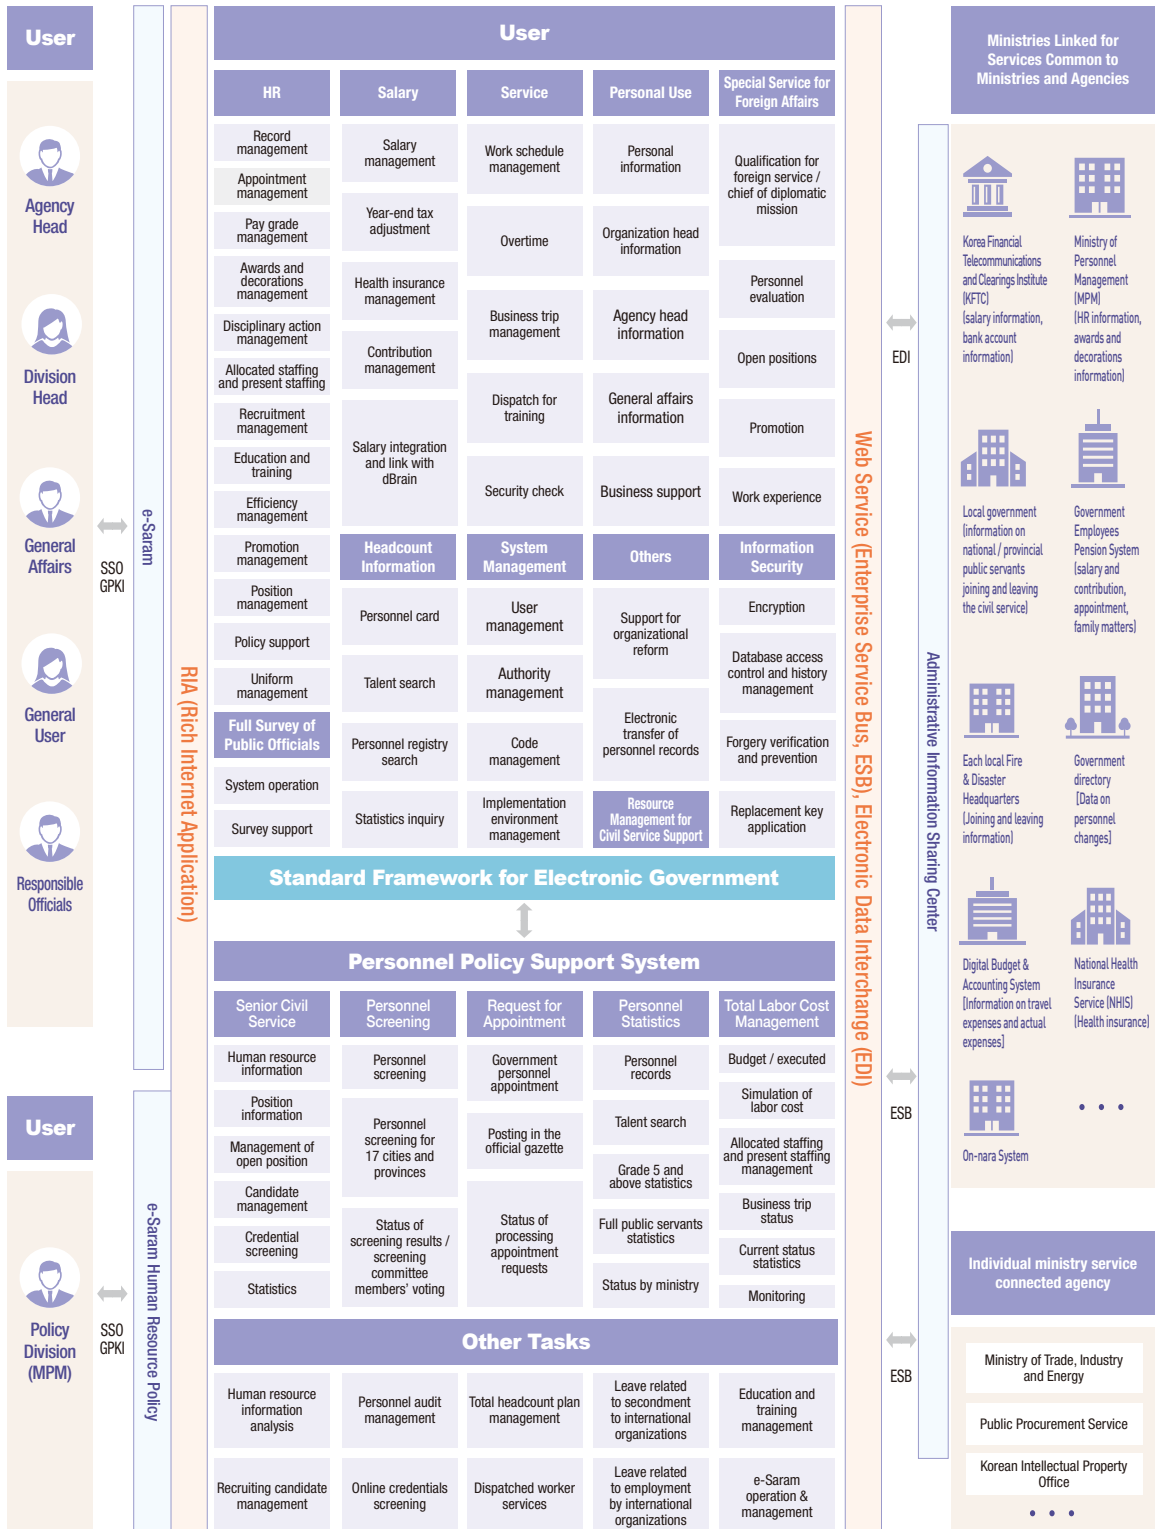 User
Agency
Head
Division
Head
General
Affairs
General
User
Responsible
Officials
SSO
GPKI
e-Saram
User
Policy
Division
(MPM)
SSO
GPKI
e-Saram Human Resource Policy
RIA (Rich Internet Application)
User
HR
Record
management
Appointment
management
Pay grade
management
Awards and
decorations
management
Disciplinary action
management
Allocated staffing
and present staffing
Recruitment
management
Education and
training
Efficiency
management
Promotion
management
Position
management
Policy support
Uniform
management
Full Survey of
Public Officials
System operation
Survey support
Salary
Salary
management
Year-end tax
adjustment
Health insurance
management
Contribution
management
Salary integration
and link with
dBrain
Headcount
Information
Personnel card
Talent search
Personnel registry
search
Statistics inquiry
Service
Work schedule
management
Overtime
Business trip
management
Dispatch for
training
Security check
System
Management
User
management
Authority
management
Code
management
Implementation
environment
management
Personal Use
Personal
information
Organization head
information
Agency head
information
General affairs
information
Business support
Others
Support for
organizational
reform
Electronic
transfer of
personnel records
Resource
Management for
Civil Service Support
Special Service for
Foreign Affairs
Qualification for
foreign service /
chief of diplomatic
mission
Personnel
evaluation
Open positions
Promotion
Work experience
Information
Security
Encryption
Database access
control and history
management
Forgery verification
and prevention
Replacement key
application
Standard Framework for Electronic Government
Personnel Policy Support System
Senior Civil
Service
Human resource
information
Position
information
Management of
open position
Candidate
management
Credential
screening
Statistics
Personnel
Screening
Personnel
screening
Personnel
screening for
17 cities and
provinces
Status of
screening results /
screening
committee
members' voting
Request for
Appointment
Government
personnel
appointment
Posting in the
official gazette
Status of
processing
appointment
requests
Personnel
Statistics
Personnel
records
Talent search
Grade 5 and
above statistics
Full public servants
statistics
Status by ministry
Total Labor Cost
Management
Budget / executed
Simulation of
labor cost
Allocated staffing
and present staffing
management
Business trip
status
Current status
statistics
Monitoring
Other Tasks
Human resource
information
analysis
Personnel audit
management
Total headcount plan
management
Leave related
to secondment
to international
organizations
Education and
training
management
Recruiting candidate
management
Online credentials
screening
Dispatched worker
services
Leave related
to employment
by international
organizations
e-Saram
operation &
management
Web Service (Enterprise Service Bus, ESB), Electronic Data Interchange (EDI)
EDI
ESB
ESB
Administrative Information Sharing Center
Ministries Linked for
Services Common to
Ministries and Agencies
Korea Financial
Telecommunications
and Clearings Institute
(KFTC)
(salary information,
bank account
information)
Ministry of
Personnel
Management
(MPM)
(HR information,
awards and
decorations
information)
Local government
(information on
national / provincial
public servants
joining and leaving
the civil service)
Government
Employees
Pension System
(salary and
contribution,
appointment,
family matters)
Each local Fire
& Disaster
Headquarters
(Joining and leaving
information)
Government
directory
[Data on
personnel
changes]
Digital Budget &
Accounting System
[Information on travel
expenses and actual
expenses]
National Health
Insurance
Service (NHIS)
(Health insurance)
On-nara System
• • •
Individual ministry service
connected agency
Ministry of Trade, Industry
and Energy
Public Procurement Service
Korean Intellectual Property
Office
• • •